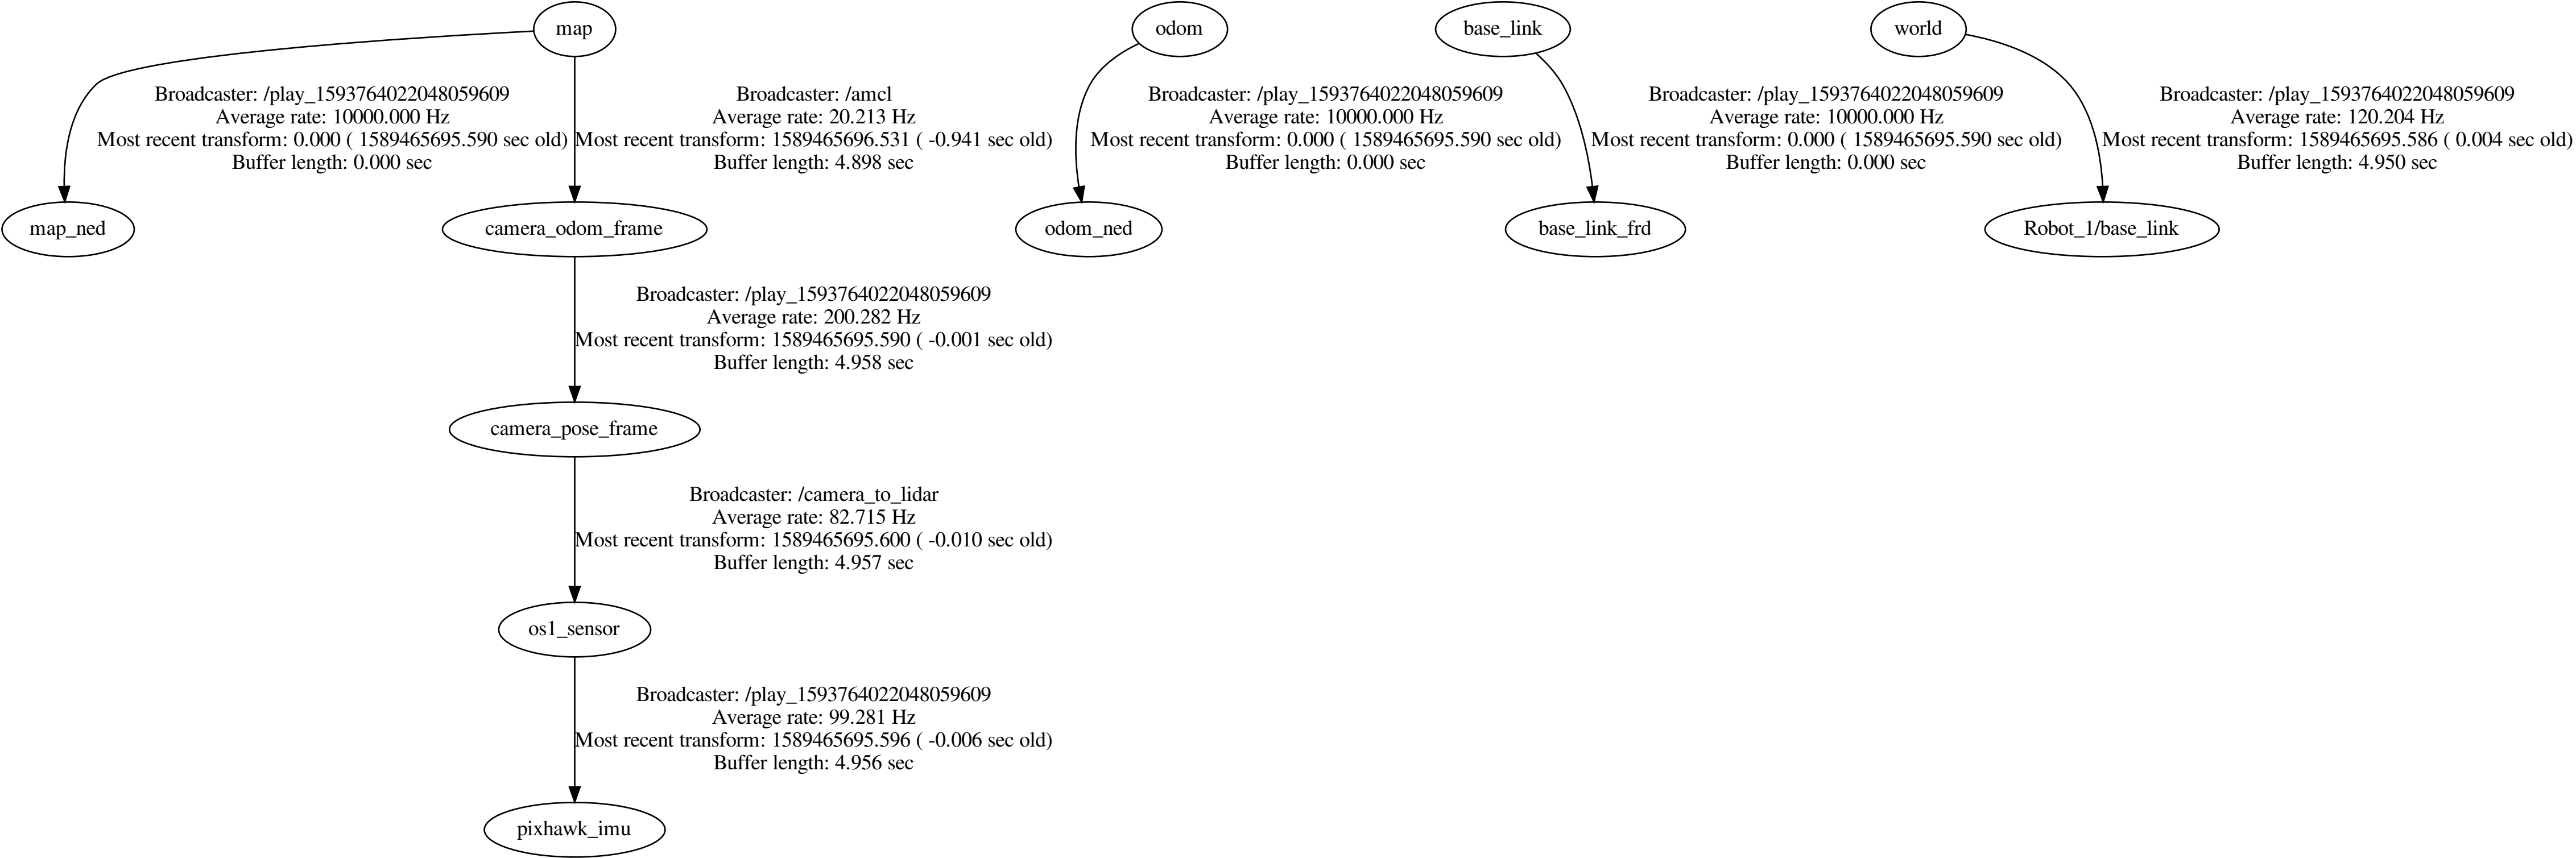 map
odom
base_link
world
Broadcaster: /play_1593764022048059609
Average rate: 10000.000 Hz
Most recent transform: 0.000 ( 1589465695.590 sec old)
Buffer length: 0.000 sec
Broadcaster: /amcl
Average rate: 20.213 Hz
Most recent transform: 1589465696.531 ( -0.941 sec old)
Buffer length: 4.898 sec
Broadcaster: /play_1593764022048059609
Average rate: 10000.000 Hz
Most recent transform: 0.000 ( 1589465695.590 sec old)
Buffer length: 0.000 sec
Broadcaster: /play_1593764022048059609
Average rate: 10000.000 Hz
Most recent transform: 0.000 ( 1589465695.590 sec old)
Buffer length: 0.000 sec
Broadcaster: /play_1593764022048059609
Average rate: 120.204 Hz
Most recent transform: 1589465695.586 ( 0.004 sec old)
Buffer length: 4.950 sec
map_ned
camera_odom_frame
odom_ned
base_link_frd
Robot_1/base_link
Broadcaster: /play_1593764022048059609
Average rate: 200.282 Hz
Most recent transform: 1589465695.590 ( -0.001 sec old)
Buffer length: 4.958 sec
camera_pose_frame
Broadcaster: /camera_to_lidar
Average rate: 82.715 Hz
Most recent transform: 1589465695.600 ( -0.010 sec old)
Buffer length: 4.957 sec
os1_sensor
Broadcaster: /play_1593764022048059609
Average rate: 99.281 Hz
Most recent transform: 1589465695.596 ( -0.006 sec old)
Buffer length: 4.956 sec
pixhawk_imu